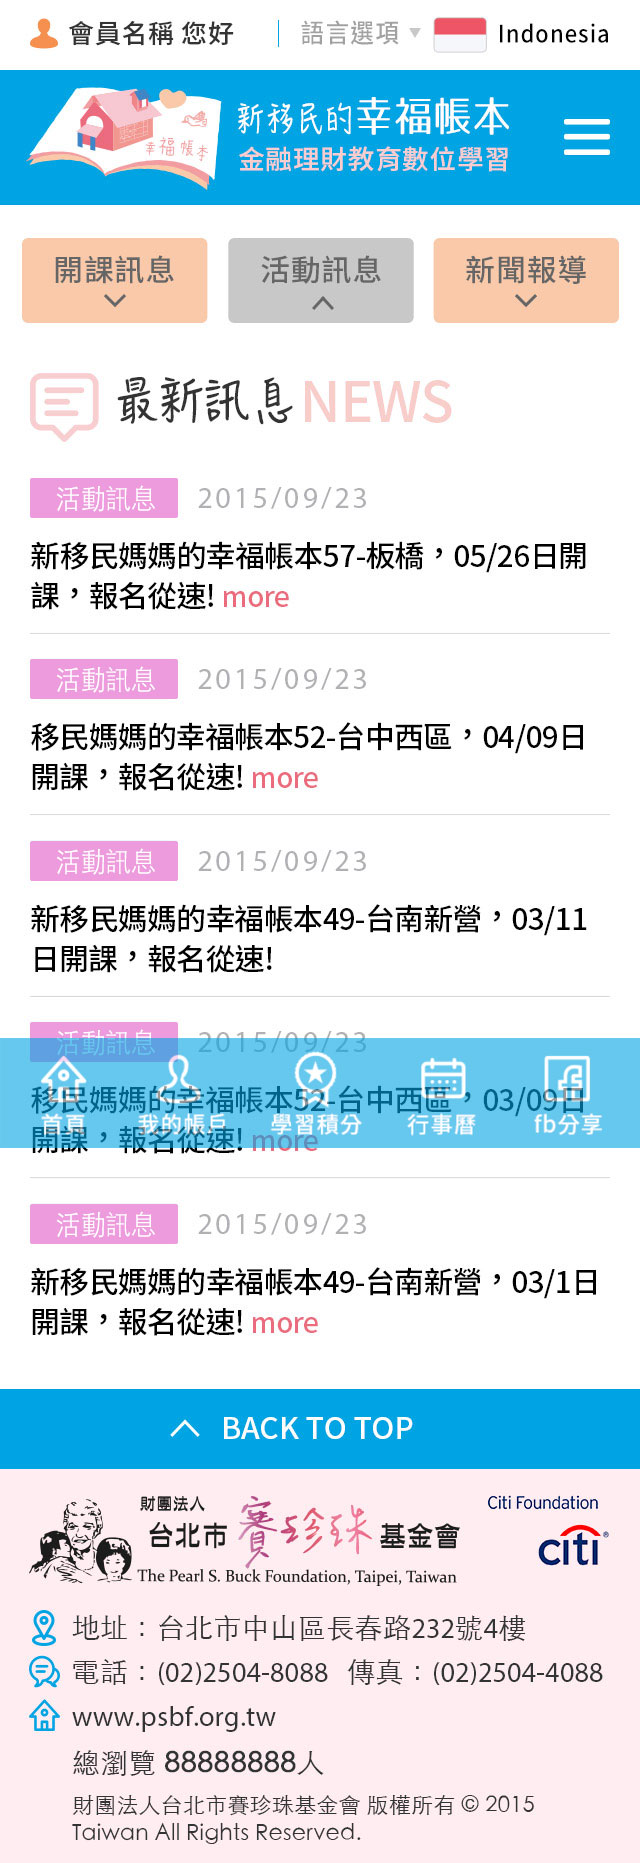 會員名稱 您好
語言選項
Indonesia
幸福帳本
新移民的幸福帳本
金融理財教育數位學習
開課訊息
活動訊息
新聞報導
最新訊息NEWS
活動訊息 2015/09/23
新移民媽媽的幸福帳本57-板橋，05/26日開
課，報名從速! more
活動訊息 2015/09/23
移民媽媽的幸福帳本52-台中西區，04/09日
開課，報名從速! more
活動訊息 2015/09/23
新移民媽媽的幸福帳本49-台南新營，03/11
日開課，報名從速!
活動訊息 2015/09/23
移民媽媽的幸福帳本52-台中西區，03/09日
開課，報名從速! more
首頁 我的帳戶 學習積分 行事曆 fb分享
活動訊息 2015/09/23
新移民媽媽的幸福帳本49-台南新營，03/1日
開課，報名從速! more
BACK TO TOP
財團法人
台北市賽珍珠基金會
The Pearl S. Buck Foundation, Taipei, Taiwan
Citi Foundation
citi®
地址：台北市中山區長春路232號4樓
電話：(02)2504-8088 傳真：(02)2504-4088
www.psbf.org.tw
總瀏覽 88888888人
財團法人台北市賽珍珠基金會 版權所有 © 2015
Taiwan All Rights Reserved.